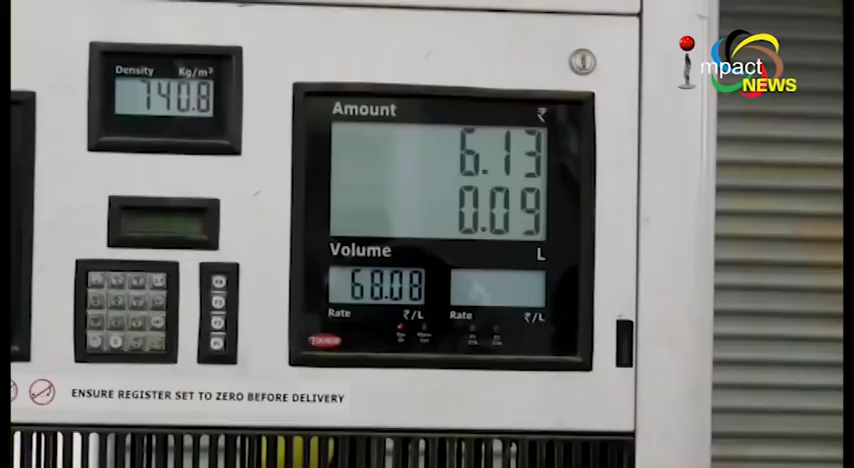 Density Kg/m³
740.8
Amount ₹
6.13
0.09
Volume L
68.08
Rate ₹/L
Rate ₹/L
ENSURE REGISTER SET TO ZERO BEFORE DELIVERY
impact
NEWS